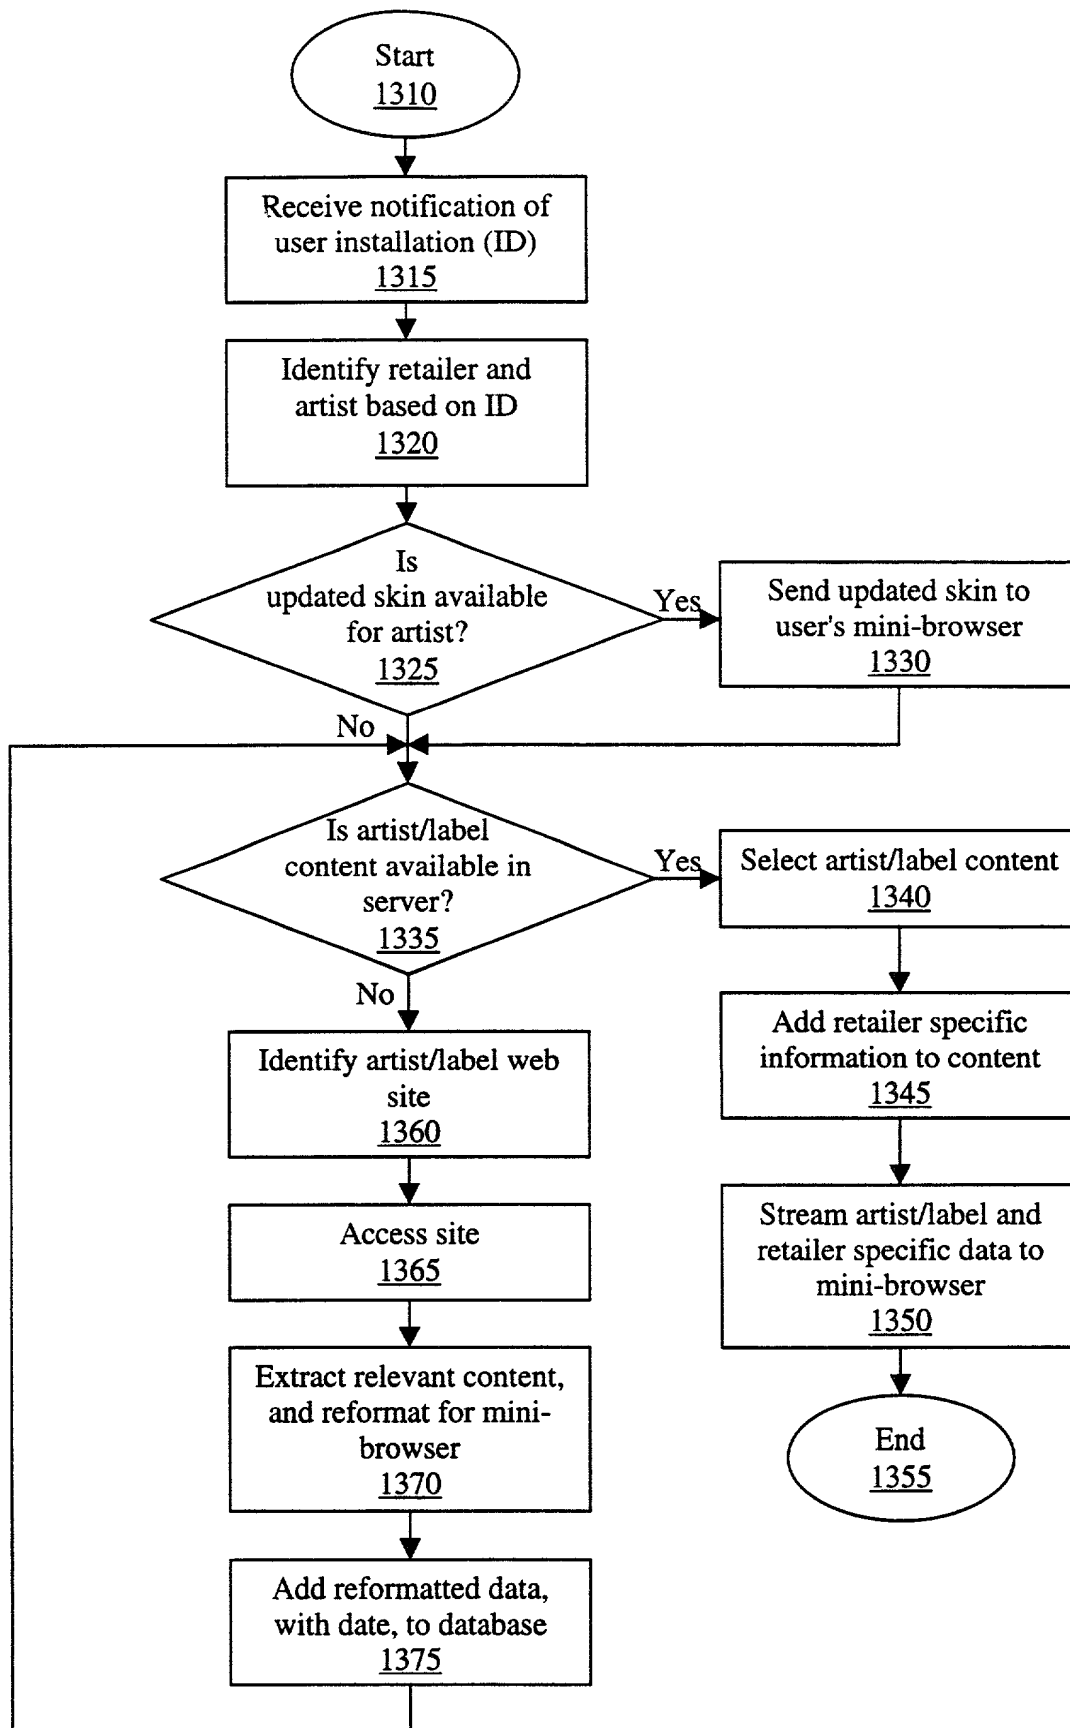 Start
1310
Receive notification of
user installation (ID)
1315
Identify retailer and
artist based on ID
1320
Is
updated skin available
for artist?
1325
Yes
Send updated skin to
user's mini-browser
1330
No
Is artist/label
content available in
server?
1335
Yes
Select artist/label content
1340
No
Add retailer specific
information to content
1345
Identify artist/label web
site
1360
Stream artist/label and
retailer specific data to
mini-browser
1350
Access site
1365
Extract relevant content,
and reformat for mini-
browser
1370
End
1355
Add reformatted data,
with date, to database
1375